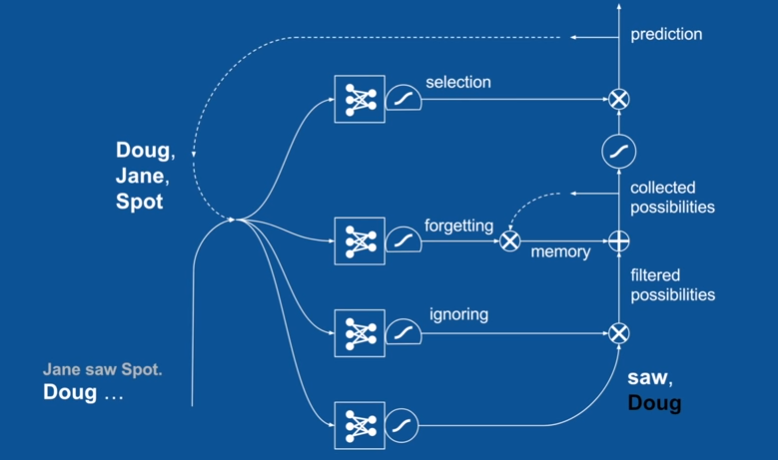 prediction
selection
Doug,
Jane,
Spot
collected
possibilities
forgetting
memory
filtered
possibilities
ignoring
Jane saw Spot.
Doug …
saw,
Doug